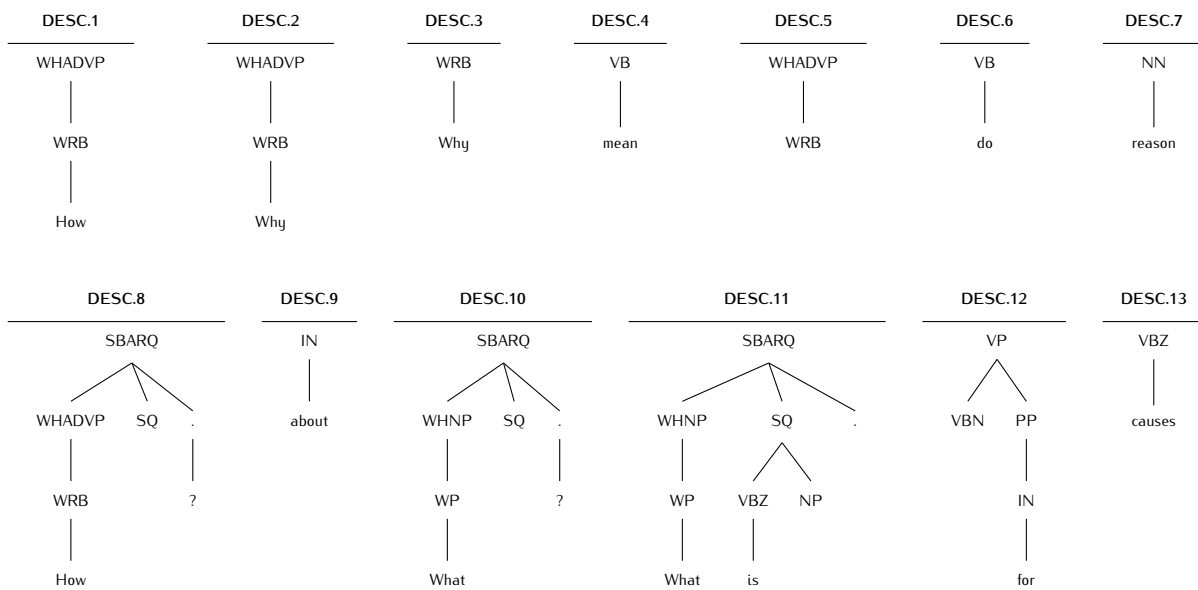 DESC.1 DESC.2 DESC.3 DESC.4 DESC.5 DESC.6 DESC.7
WHADVP WHADVP WRB VB WHADVP VB NN
WRB WRB Why mean WRB do reason
How Why
DESC.8 DESC.9 DESC.10 DESC.11 DESC.12 DESC.13
SBARQ IN SBARQ SBARQ VP VBZ
WHADVP SQ . about WHNP SQ . WHNP SQ . VBN PP causes
WRB ? WP ? WP VBZ NP IN
How What What is for